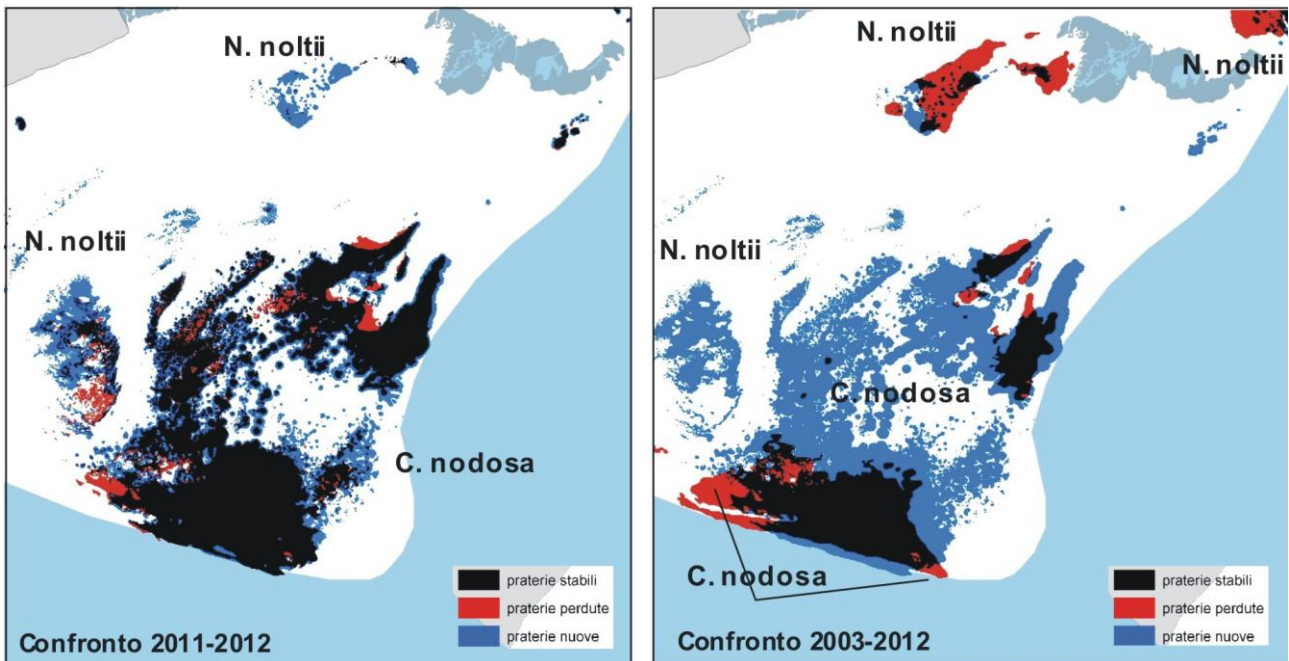 N. noltii
N. noltii
C. nodosa
praterie stabili
praterie perdute
praterie nuove
Confronto 2011-2012
N. noltii
N. noltii
N. noltii
C. nodosa
C. nodosa
praterie stabili
praterie perdute
praterie nuove
Confronto 2003-2012